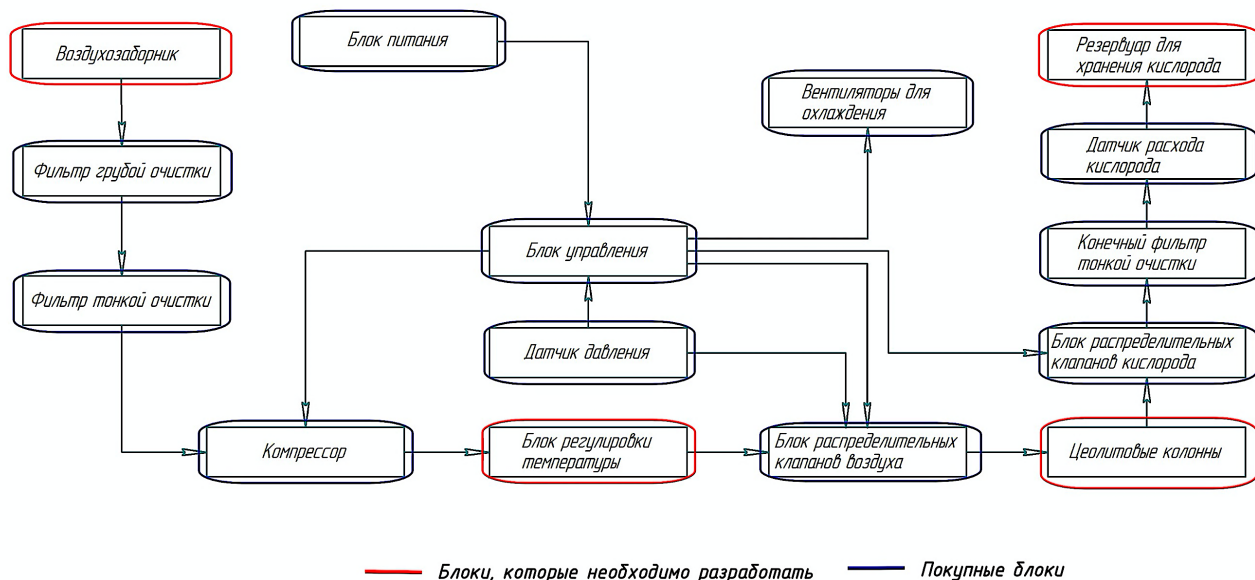 Воздухозаборник
Блок питания
Резервуар для
хранения кислорода
Вентиляторы для
охлаждения
Фильтр грубой очистки
Датчик расхода
кислорода
Блок управления
Конечный фильтр
тонкой очистки
Фильтр тонкой очистки
Датчик давления
Блок распределительных
клапанов кислорода
Компрессор
Блок регулировки
температуры
Блок распределительных
клапанов воздуха
Цеолитовые колонны
Блоки, которые необходимо разработать
Покупные блоки